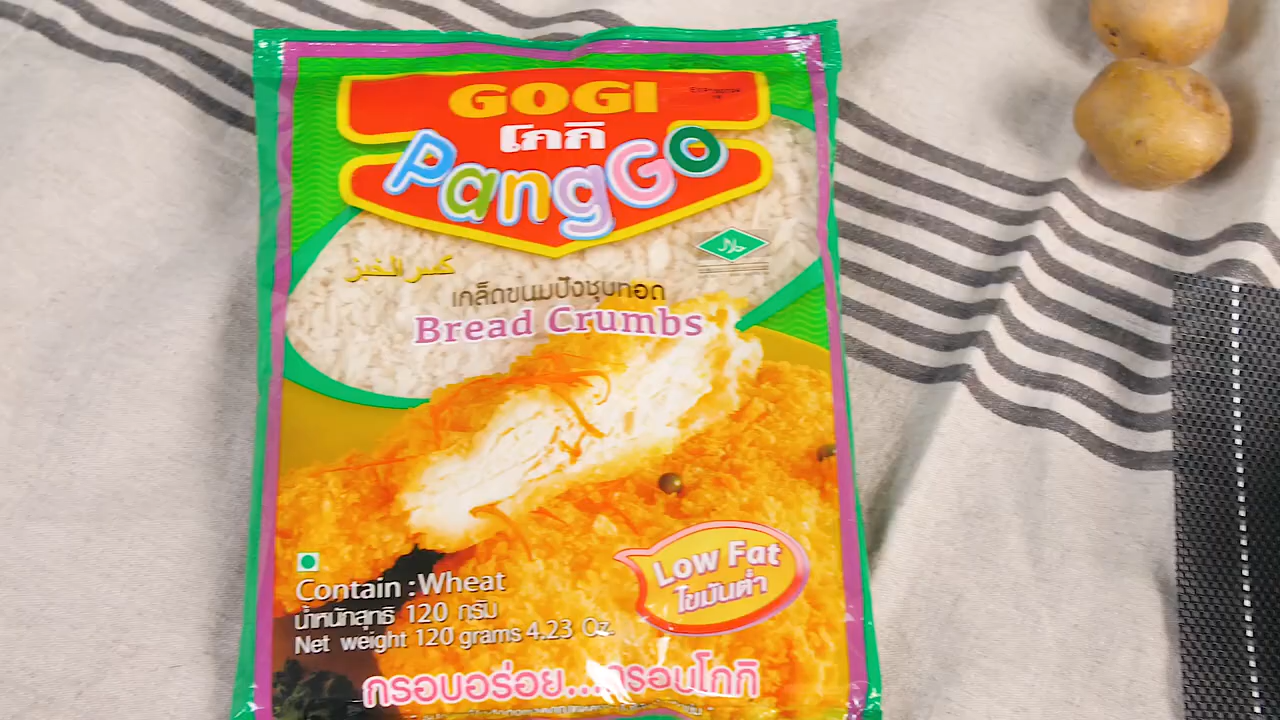 GOGI
โกกิ
PangGo
حلال
كسر الخبز
เกล็ดขนมปังชุบทอด
Bread Crumbs
Low Fat
ไขมันต่ำ
Contain : Wheat
น้ำหนักสุทธิ 120 กรัม
Net weight 120 grams 4.23 Oz.
กรอบอร่อย...กรอบโกกิ